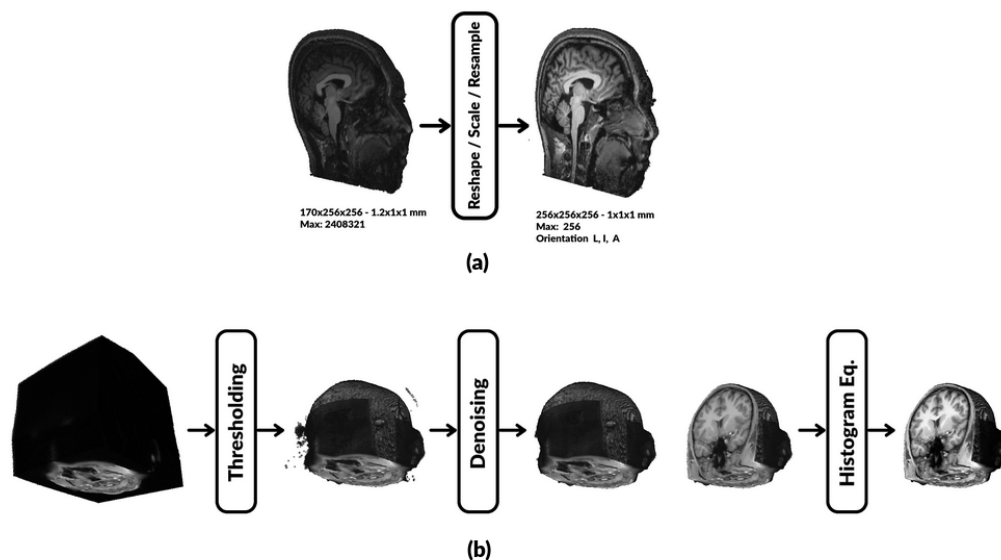 Reshape / Scale / Resample
170x256x256 - 1.2x1x1 mm
Max: 2408321
256x256x256 - 1x1x1 mm
Max: 256
Orientation L, I, A
(a)
Thresholding
Denoising
Histogram Eq.
(b)